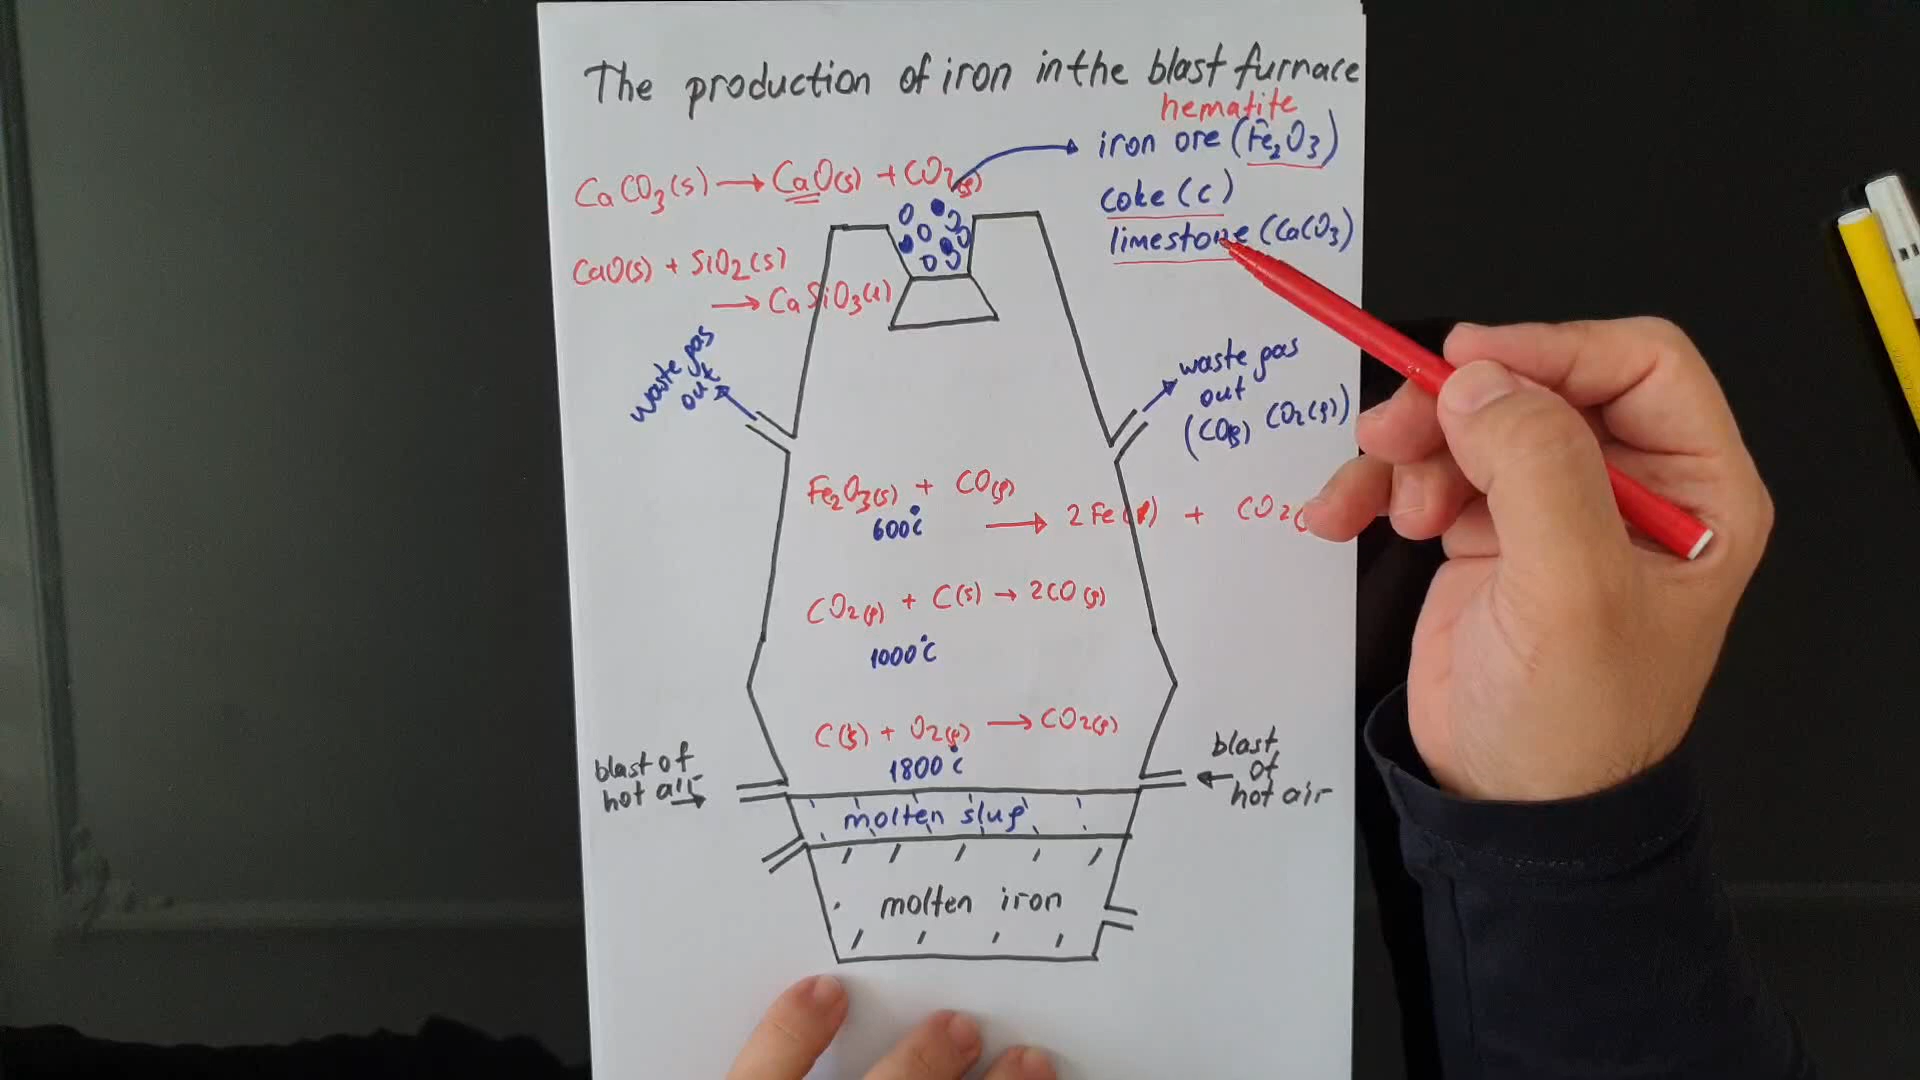 The production of iron in the blast furnace
hematite
iron ore (Fe2O3)
coke (c)
limestone (CaCO3)
CaCO3(s) → CaO(s) + CO2(g)
CaO(s) + SiO2(s)
→ CaSiO3(l)
waste gas
out
waste gas
out
(CO(g) CO2(g))
Fe2O3(s) + CO(g)
600°C
→ 2Fe(l) + CO2(
CO2(g) + C(s) → 2CO(g)
1000°C
C(s) + O2(g) → CO2(g)
1800°C
blast of
hot air
blast
of
hot air
molten slug
molten iron